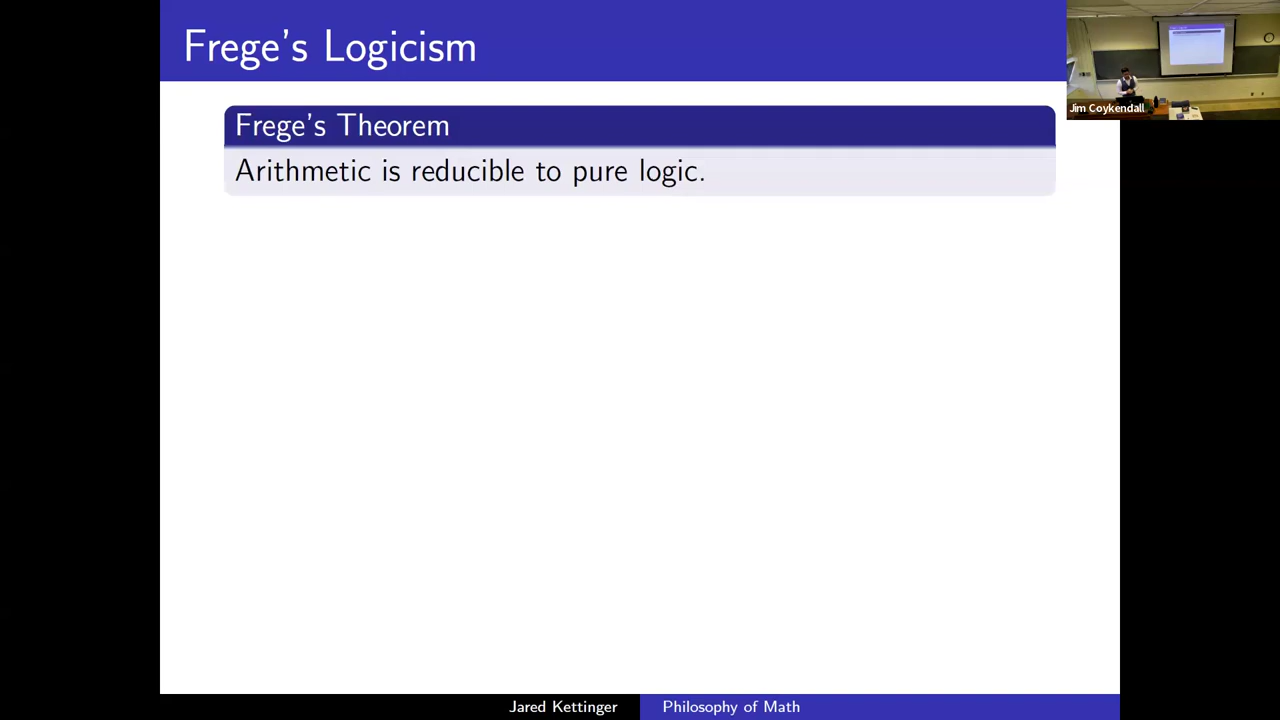 Frege's Logicism
Jim Coykendall
Frege's Theorem
Arithmetic is reducible to pure logic.
Jared Kettinger
Philosophy of Math